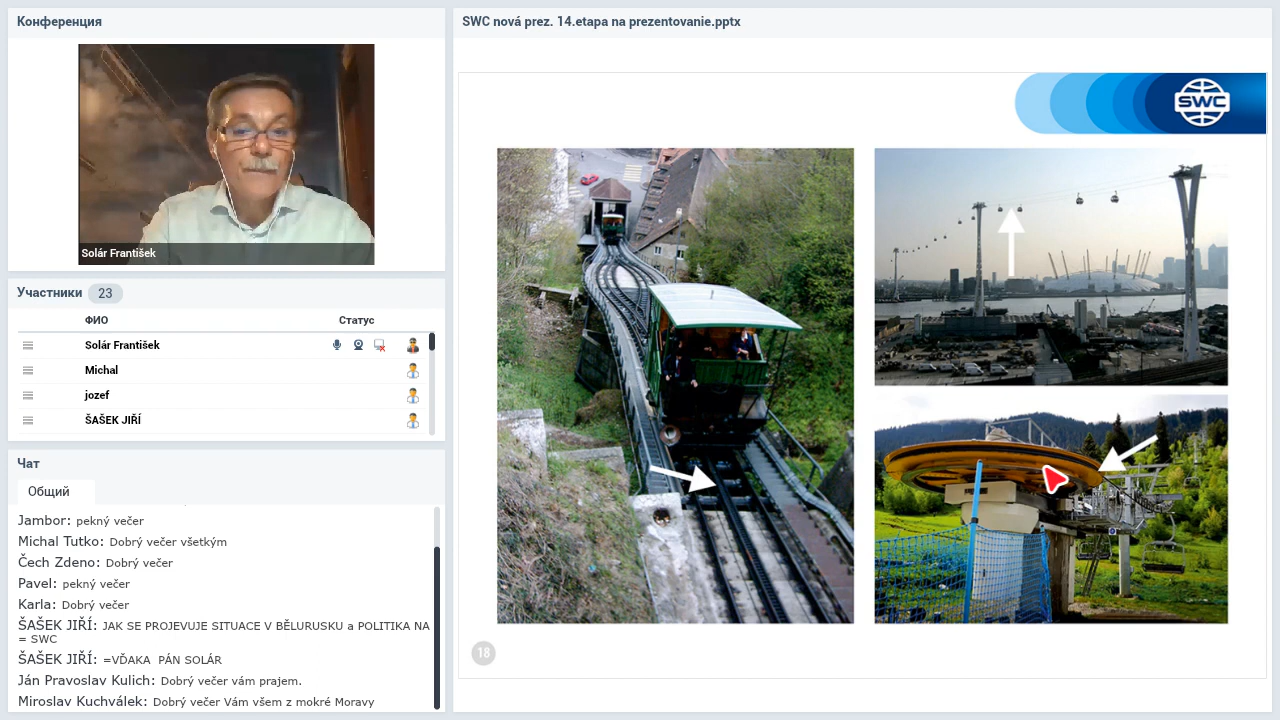 Конференция
Solár František
Участники 23
ФИО Статус
Solár František
Michal
jozef
ŠAŠEK JIŘÍ
Чат
Общий
Jambor: pekný večer
Michal Tutko: Dobrý večer všetkým
Čech Zdeno: Dobrý večer
Pavel: pekný večer
Karla: Dobrý večer
ŠAŠEK JIŘÍ: JAK SE PROJEVUJE SITUACE V BĚLURUSKU a POLITIKA NA
= SWC
ŠAŠEK JIŘÍ: =VĎAKA PÁN SOLÁR
Ján Pravoslav Kulich: Dobrý večer vám prajem.
Miroslav Kuchválek: Dobrý večer Vám všem z mokré Moravy
SWC nová prez. 14.etapa na prezentovanie.pptx
SWC
18